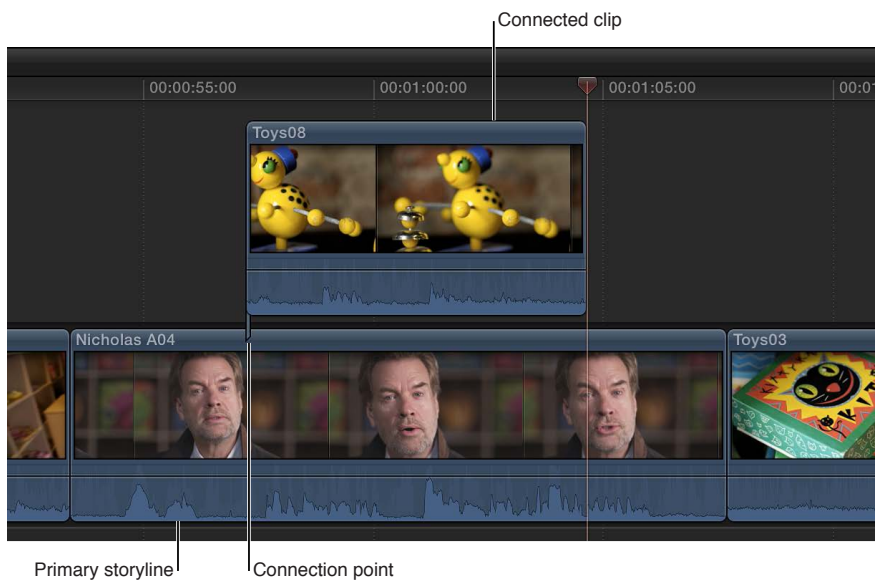 Connected clip
00:00:55:00
00:01:00:00
00:01:05:00
Toys08
Nicholas A04
Toys03
KITTY
Primary storyline
Connection point